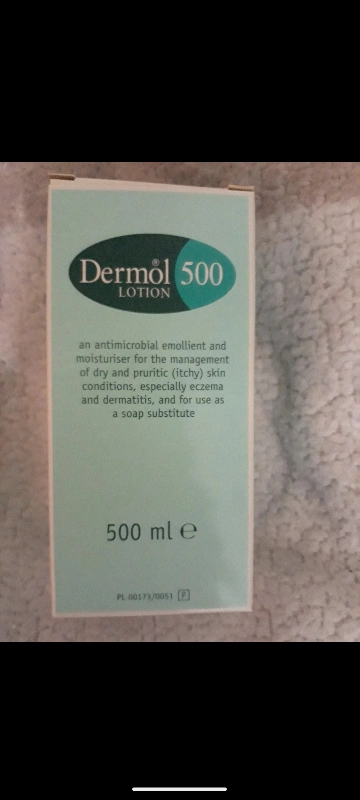 Dermol® 500
LOTION
an antimicrobial emollient and
moisturiser for the management
of dry and pruritic (itchy) skin
conditions, especially eczema
and dermatitis, and for use as
a soap substitute
500 ml ℮
PL 00173/0051 P